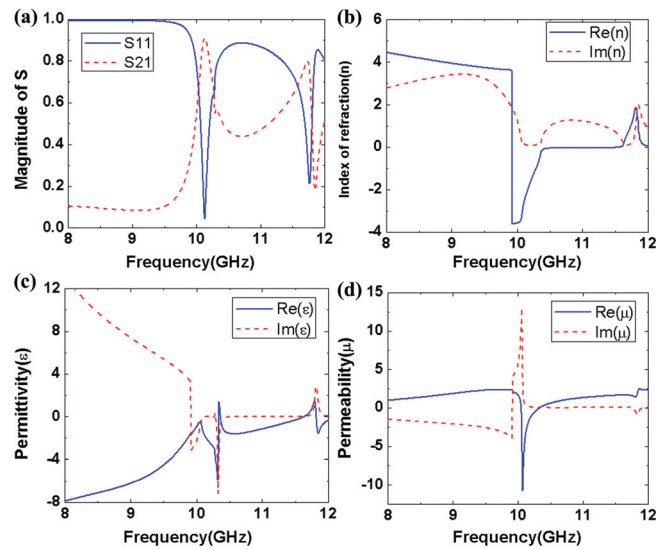 (a)
S11
S21
Magnitude of S
1.0
0.8
0.6
0.4
0.2
0.0
8 9 10 11 12
Frequency(GHz)
(b)
Re(n)
Im(n)
Index of refraction(n)
8
4
0
-4
8 9 10 11 12
Frequency(GHz)
(c)
Re(ε)
Im(ε)
Permittivity(ε)
12
8
4
0
-4
-8
8 9 10 11 12
Frequency(GHz)
(d)
Re(μ)
Im(μ)
Permeability(μ)
15
10
5
0
-5
-10
8 9 10 11 12
Frequency(GHz)